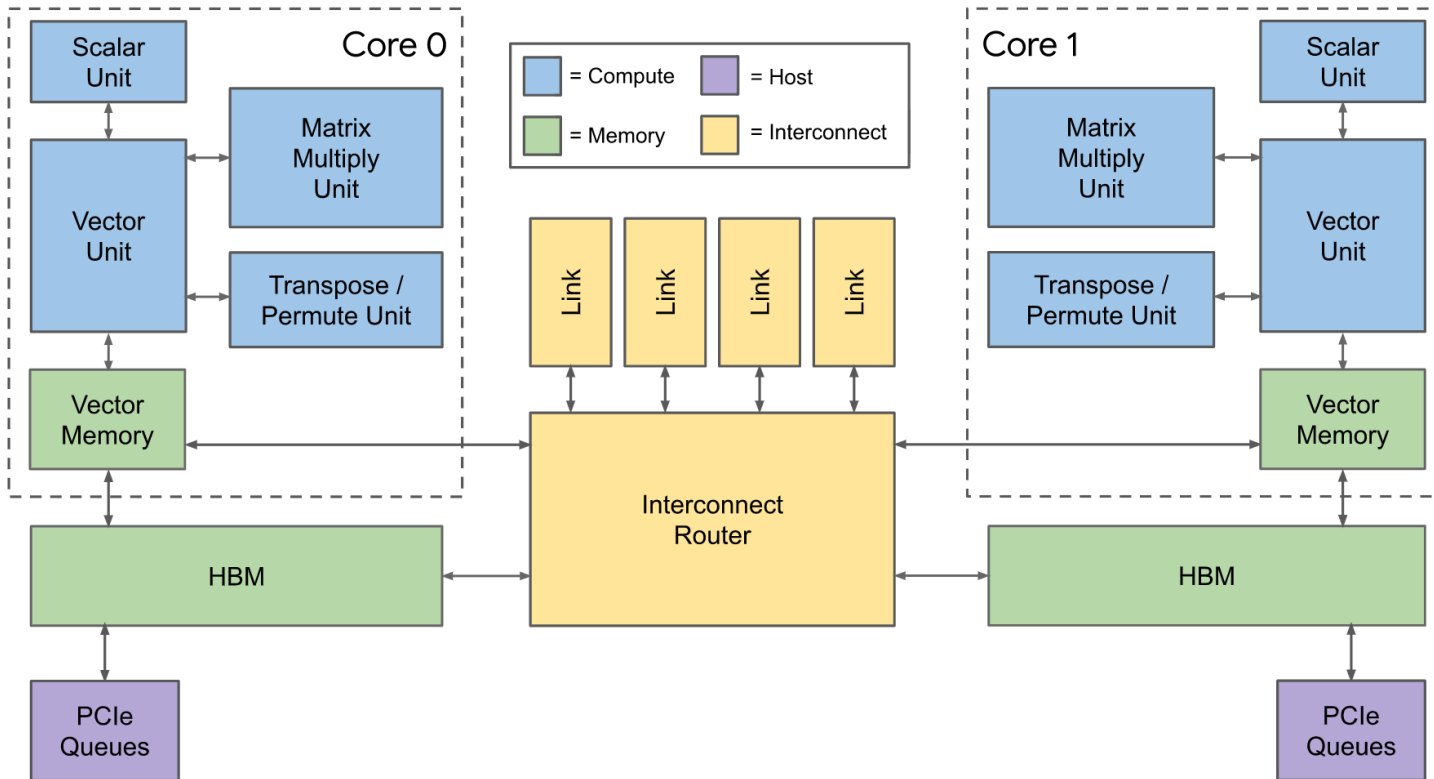 Core 0
Scalar
Unit
Matrix
Multiply
Unit
Vector
Unit
Transpose /
Permute Unit
Vector
Memory
HBM
PCIe
Queues
= Compute
= Host
= Memory
= Interconnect
Link
Link
Link
Link
Interconnect
Router
Core 1
Scalar
Unit
Matrix
Multiply
Unit
Vector
Unit
Transpose /
Permute Unit
Vector
Memory
HBM
PCIe
Queues